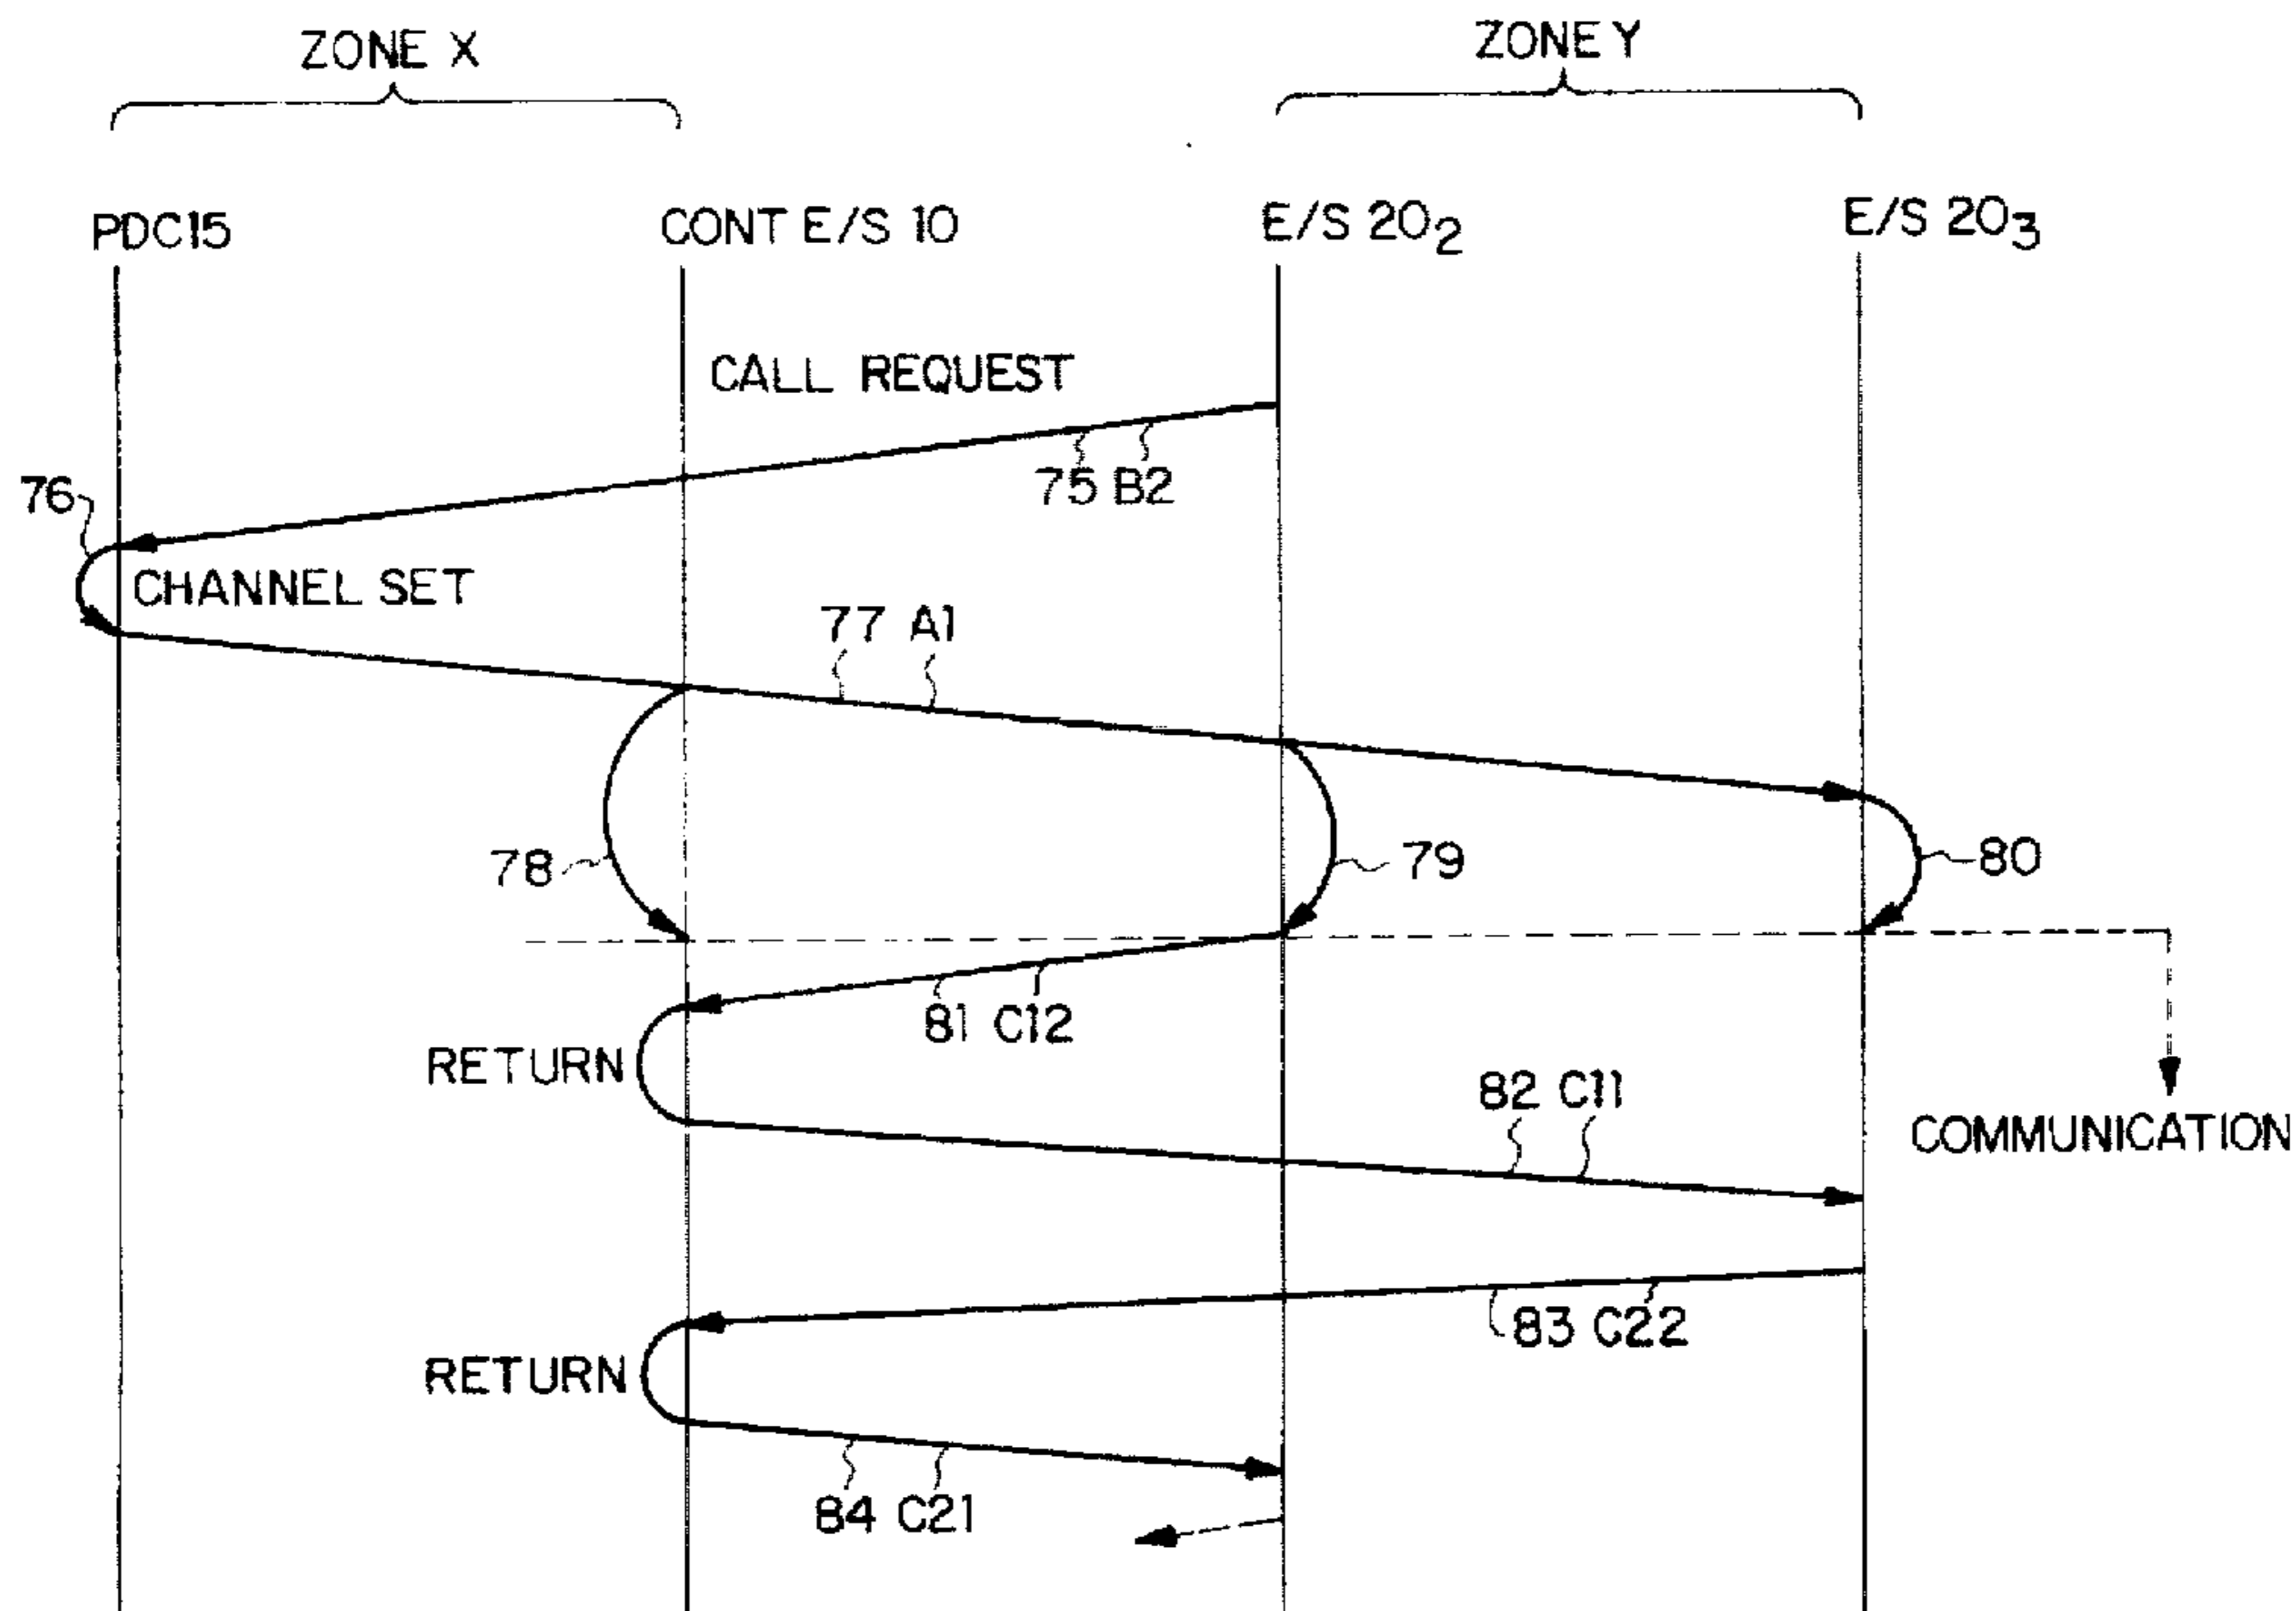 ZONE X
ZONE Y
PDC15
CONT E/S 10
E/S 20₂
E/S 20₃
CALL REQUEST
75 B2
76
CHANNEL SET
77 A1
78
79
80
81 C12
RETURN
82 C11
COMMUNICATION
83 C22
RETURN
84 C21